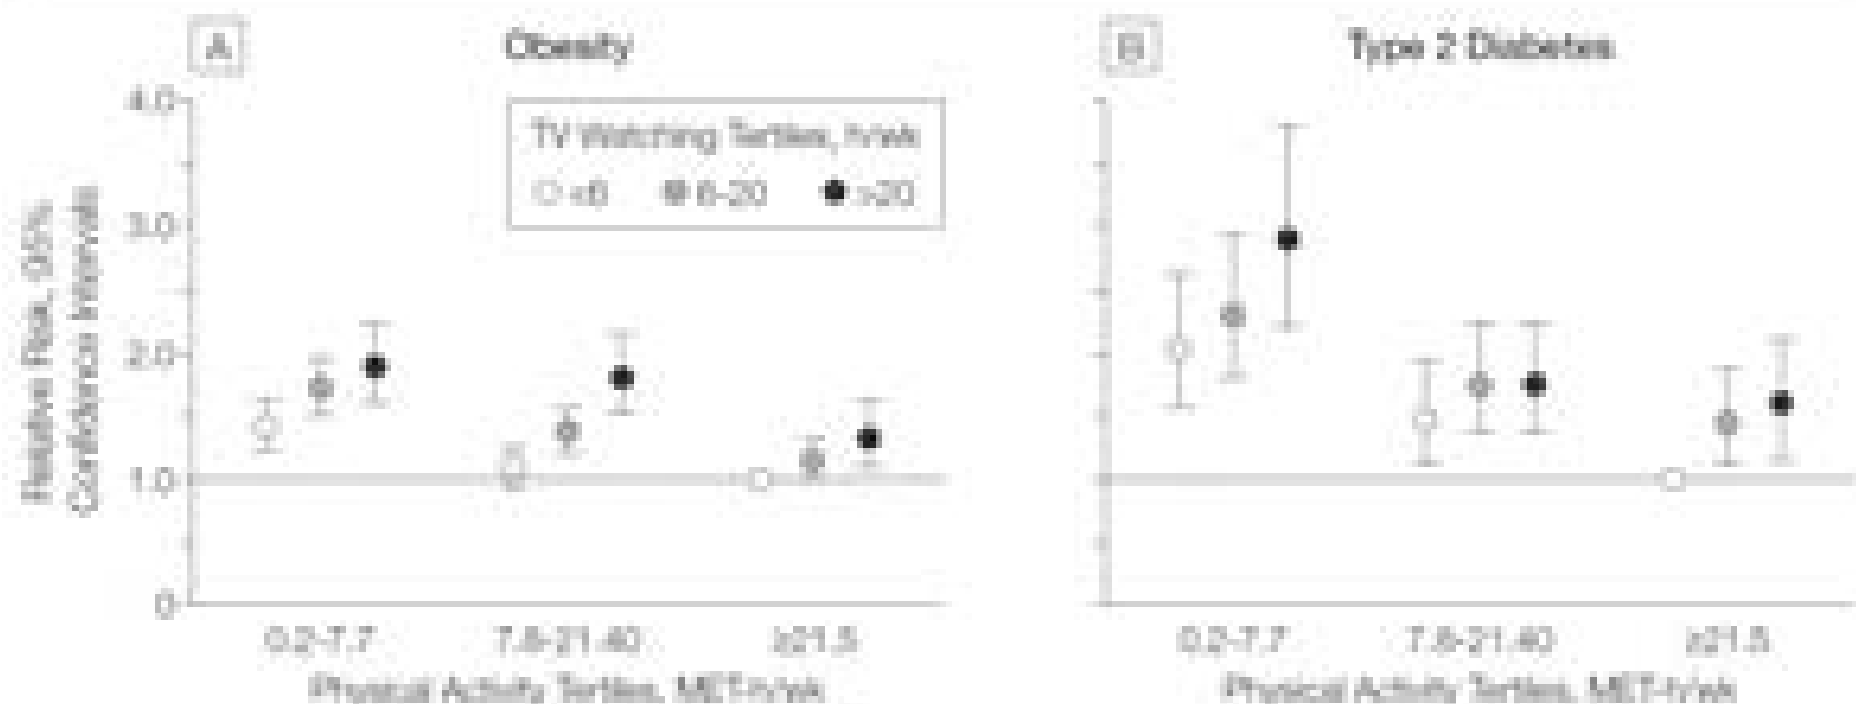 A
Obesity
4.0
3.0
2.0
1.0
0
Relative Risk, 95%
Confidence Intervals
TV Watching Tertiles, h/wk
<6 6-20 >20
0.2-7.7 7.8-21.40 ≥21.5
Physical Activity Tertiles, MET-h/wk
B
Type 2 Diabetes
0.2-7.7 7.8-21.40 ≥21.5
Physical Activity Tertiles, MET-h/wk